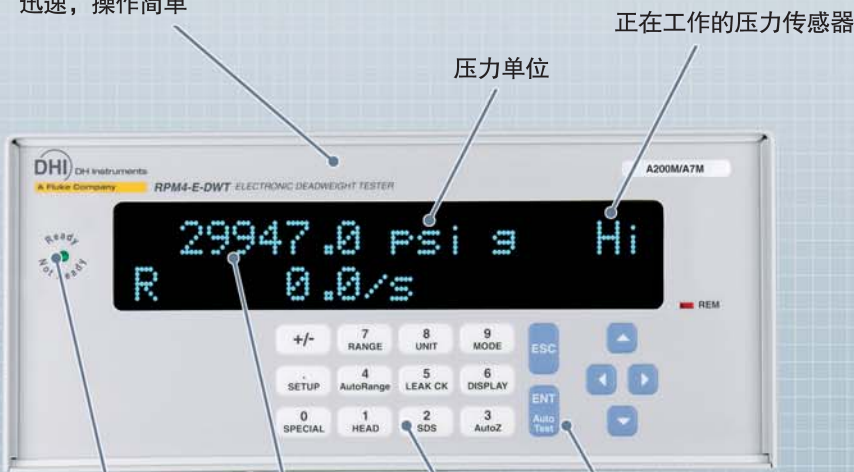 迅速，操作简单
正在工作的压力传感器
压力单位
DHI DH Instruments
A Fluke Company
RPM4-E-DWT ELECTRONIC DEADWEIGHT TESTER
A200M/A7M
Ready
Not Ready
29947.0 psi g Hi
R 0.0/s
REM
+/- 7 8 9
RANGE UNIT MODE
ESC
. 4 5 6
SETUP AutoRange LEAK CK DISPLAY
ENT
0 1 2 3
SPECIAL HEAD SDS AutoZ
Auto
Test